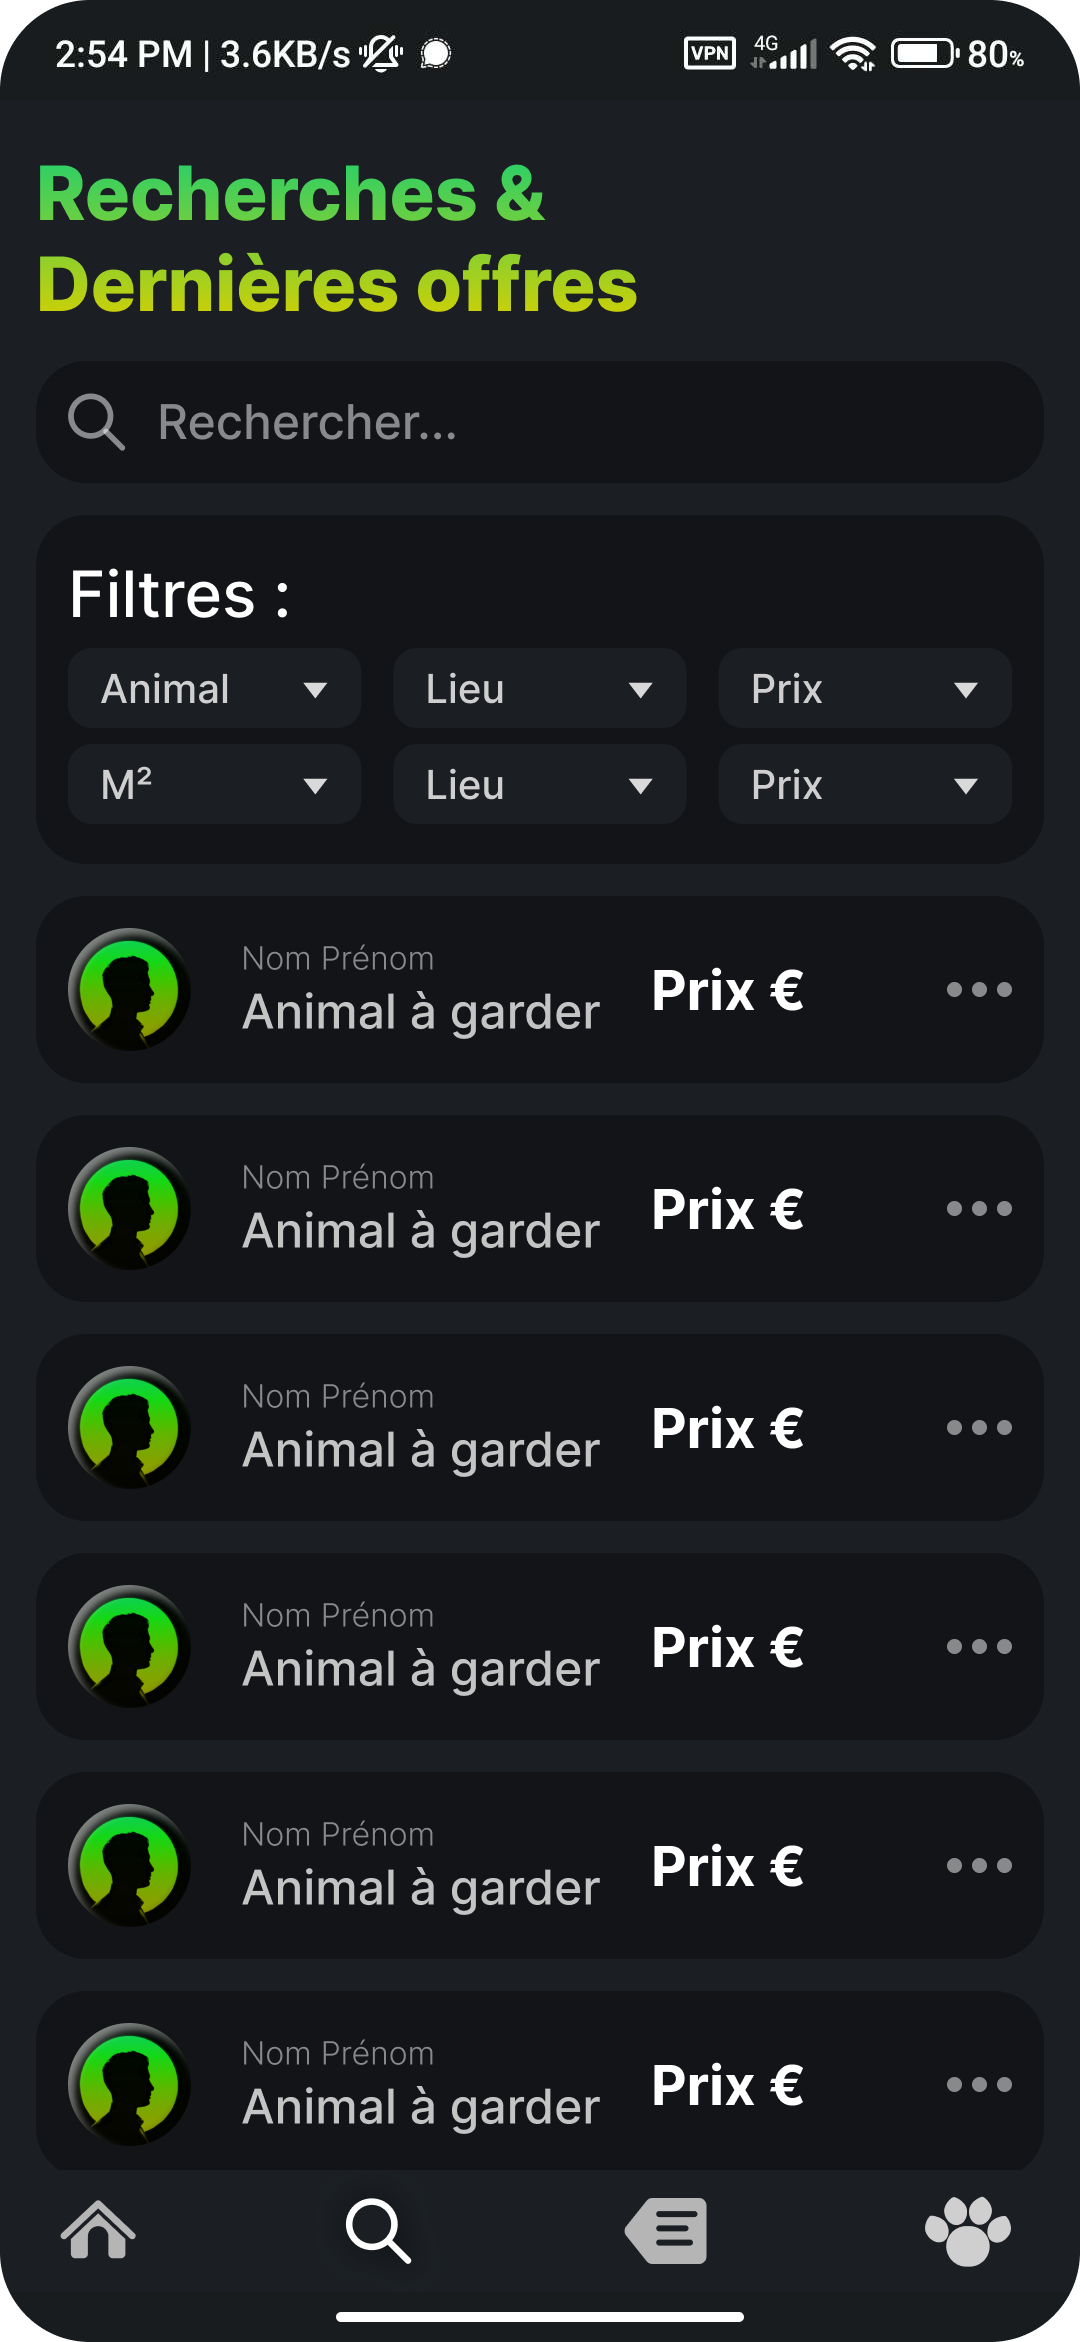 2:54 PM | 3.6KB/s VPN 4G 80%
Recherches &
Dernières offres
Rechercher...
Filtres :
Animal Lieu Prix
M² Lieu Prix
Nom Prénom
Animal à garder Prix €
Nom Prénom
Animal à garder Prix €
Nom Prénom
Animal à garder Prix €
Nom Prénom
Animal à garder Prix €
Nom Prénom
Animal à garder Prix €
Nom Prénom
Animal à garder Prix €